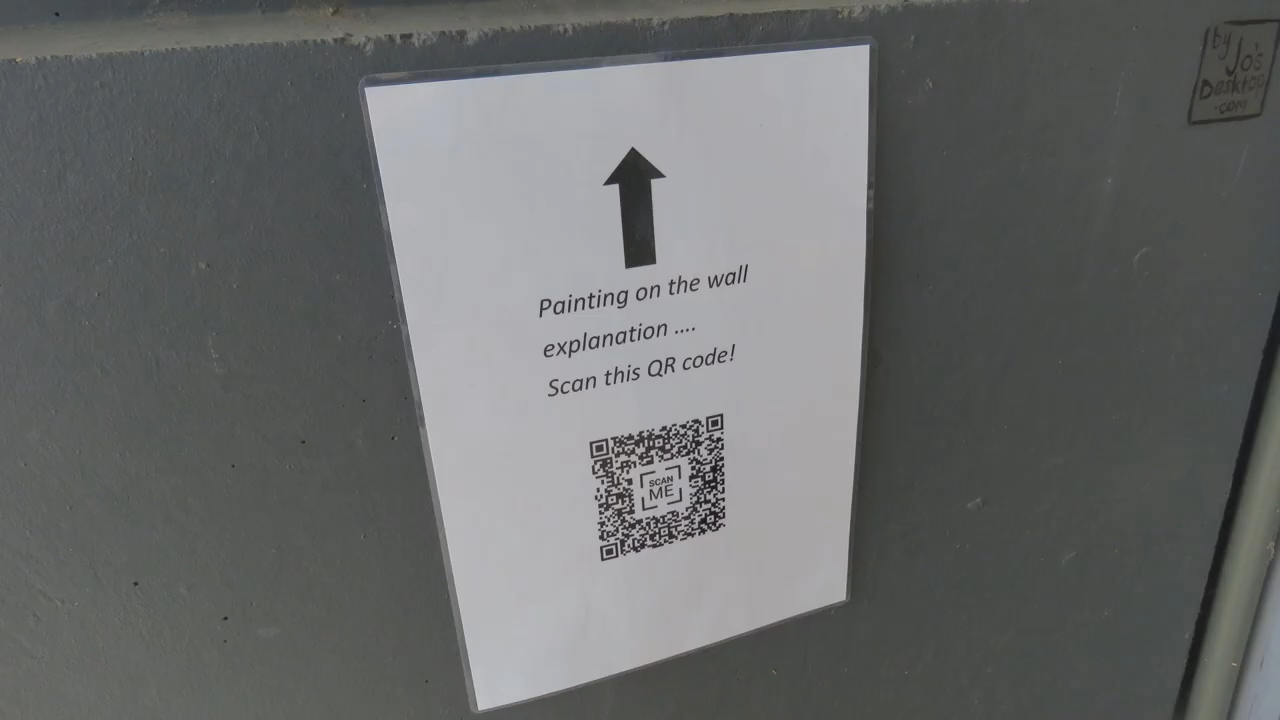 Painting on the wall
explanation ....
Scan this QR code!
SCAN
ME
by
Jo's
Desktop
.com